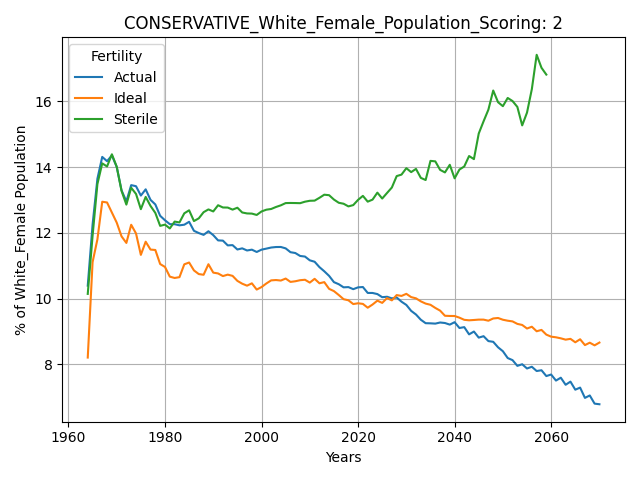 CONSERVATIVE_White_Female_Population_Scoring: 2
Fertility
Actual
Ideal
Sterile
% of White_Female Population
16
14
12
10
8
1960 1980 2000 2020 2040 2060
Years